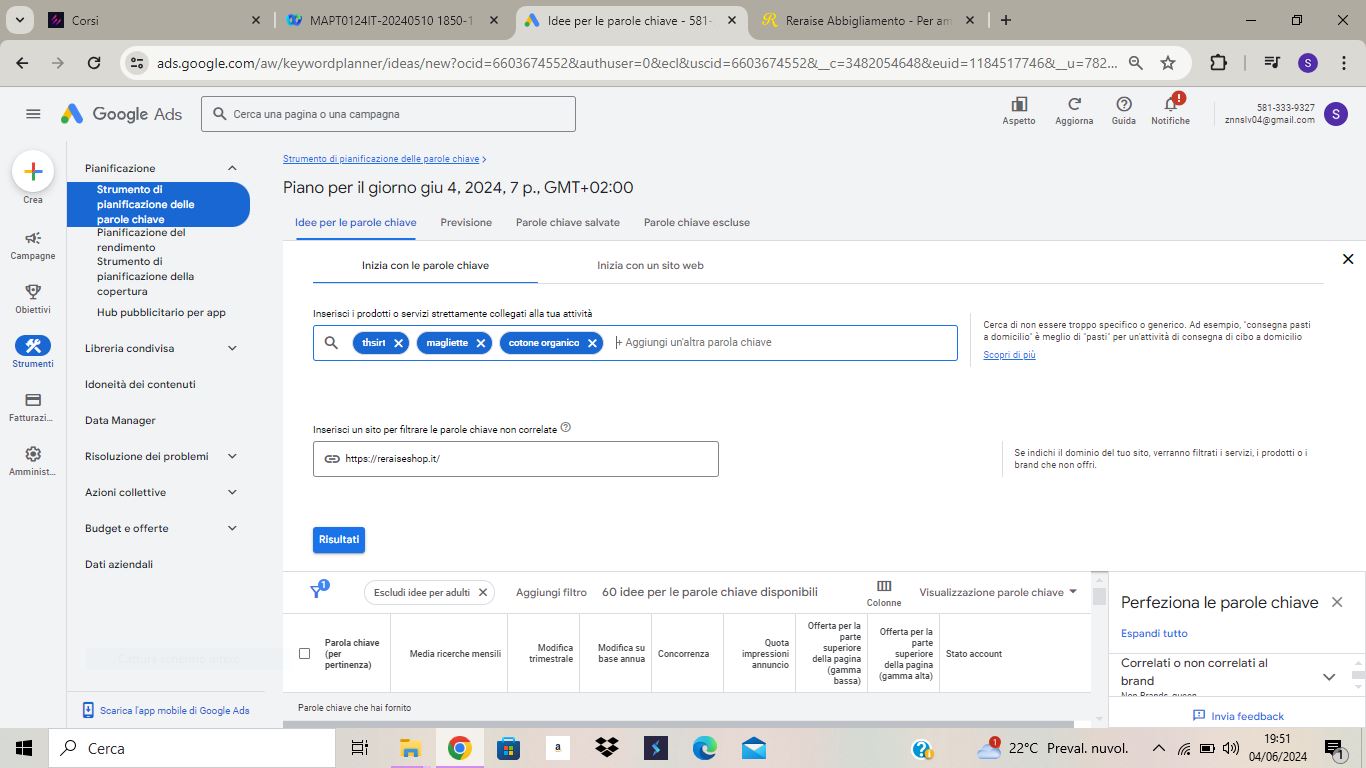 Corsi
MAPT0124IT-20240510 1850-1
Idee per le parole chiave - 581-
Reraise Abbigliamento - Per am
ads.google.com/aw/keywordplanner/ideas/new?ocid=6603674552&authuser=0&ecl&uscid=6603674552&__c=3482054648&euid=1184517746&__u=782...
S
Google Ads
Cerca una pagina o una campagna
Aspetto
Aggiorna
Guida
Notifiche
581-333-9327
znnslv04@gmail.com
S
Crea
Campagne
Obiettivi
Strumenti
Fatturazi...
Amminist...
Pianificazione
Strumento di
pianificazione delle
parole chiave
Pianificazione del
rendimento
Strumento di
pianificazione della
copertura
Hub pubblicitario per app
Libreria condivisa
Idoneità dei contenuti
Data Manager
Risoluzione dei problemi
Azioni collettive
Budget e offerte
Dati aziendali
Cattura schermo intero
Scarica l'app mobile di Google Ads
Strumento di pianificazione delle parole chiave
Piano per il giorno giu 4, 2024, 7 p., GMT+02:00
Idee per le parole chiave
Previsione
Parole chiave salvate
Parole chiave escluse
Inizia con le parole chiave
Inizia con un sito web
Inserisci i prodotti o servizi strettamente collegati alla tua attività
thsirt
magliette
cotone organico
+ Aggiungi un'altra parola chiave
Cerca di non essere troppo specifico o generico. Ad esempio, "consegna pasti
a domicilio" è meglio di "pasti" per un'attività di consegna di cibo a domicilio
Scopri di più
Inserisci un sito per filtrare le parole chiave non correlate
https://reraiseshop.it/
Se indichi il dominio del tuo sito, verranno filtrati i servizi, i prodotti o i
brand che non offri.
Risultati
1
Escludi idee per adulti
Aggiungi filtro
60 idee per le parole chiave disponibili
Colonne
Visualizzazione parole chiave
Parola chiave
(per
pertinenza)
Media ricerche mensili
Modifica
trimestrale
Modifica su
base annua
Concorrenza
Quota
impressioni
annuncio
Offerta per la
parte
superiore
della pagina
(gamma
bassa)
Offerta per la
parte
superiore
della pagina
(gamma alta)
Stato account
Parole chiave che hai fornito
Perfeziona le parole chiave
Espandi tutto
Correlati o non correlati al
brand
Non Brands, queen
Invia feedback
Cerca
a
1
22°C Preval. nuvol.
19:51
04/06/2024
1